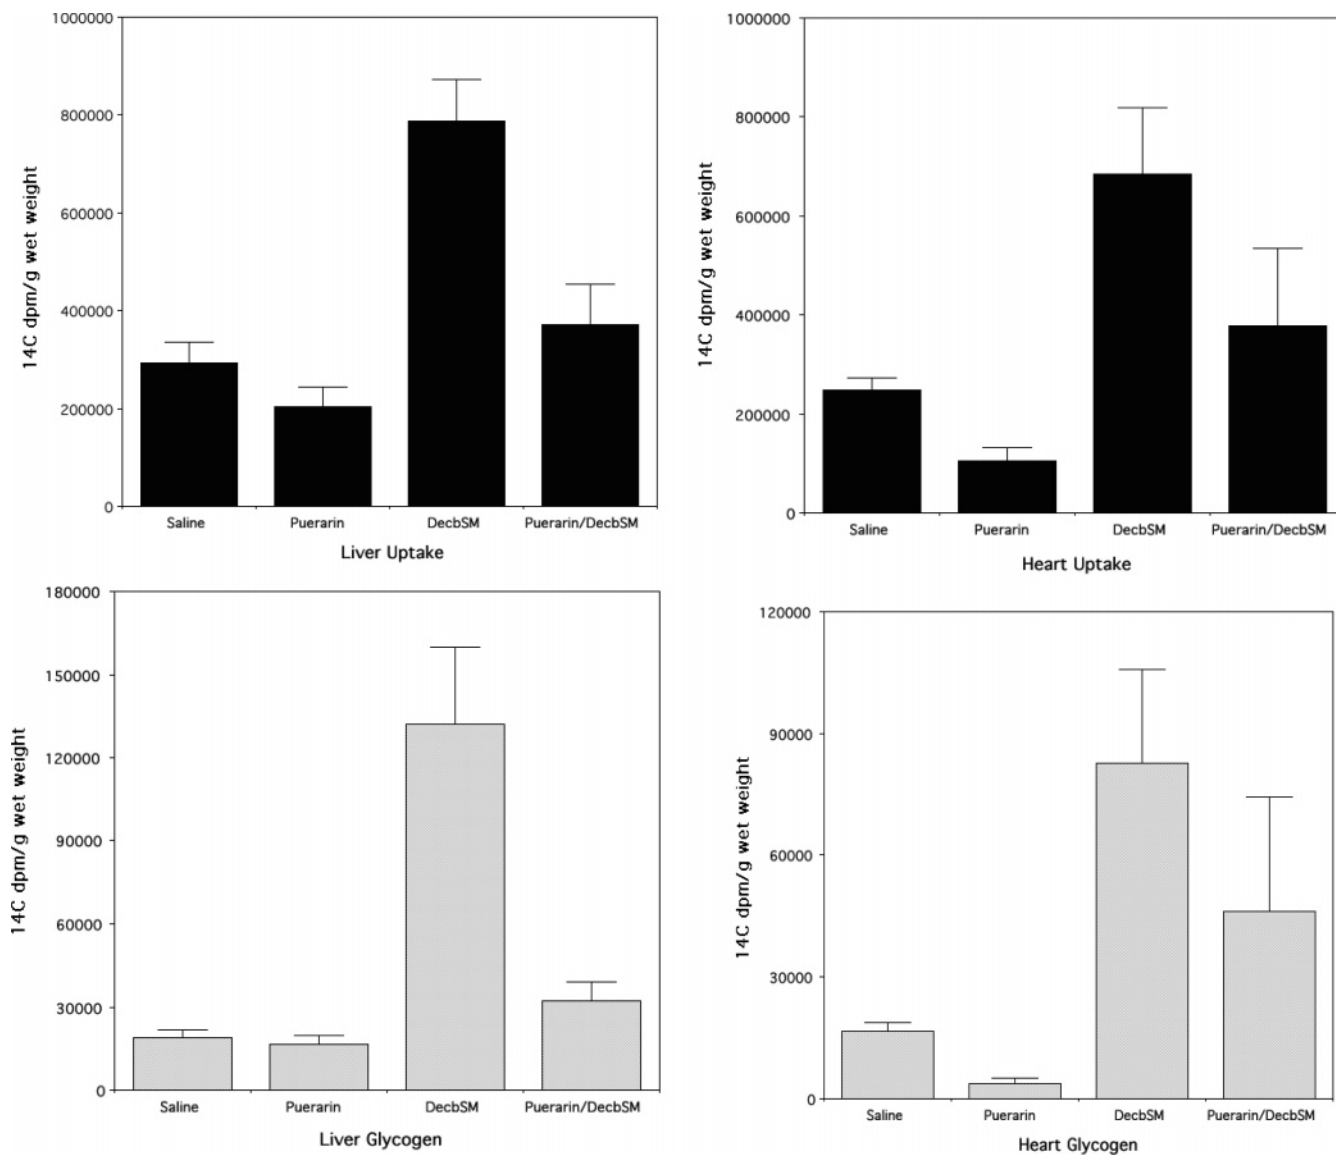 14C dpm/g wet weight
1000000
800000
600000
400000
200000
0
Saline Puerarin DecbSM Puerarin/DecbSM
Liver Uptake
14C dpm/g wet weight
1000000
800000
600000
400000
200000
0
Saline Puerarin DecbSM Puerarin/DecbSM
Heart Uptake
14C dpm/g wet weight
180000
150000
120000
90000
60000
30000
0
Saline Puerarin DecbSM Puerarin/DecbSM
Liver Glycogen
14C dpm/g wet weight
120000
90000
60000
30000
0
Saline Puerarin DecbSM Puerarin/DecbSM
Heart Glycogen